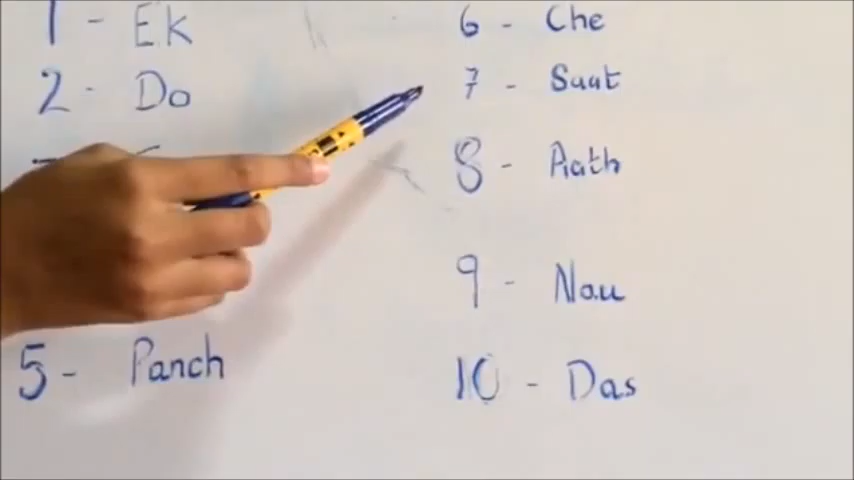 1 - Ek
2 - Do
5 - Panch
6 - Che
7 - Saat
8 - Aath
9 - Nau
10 - Das